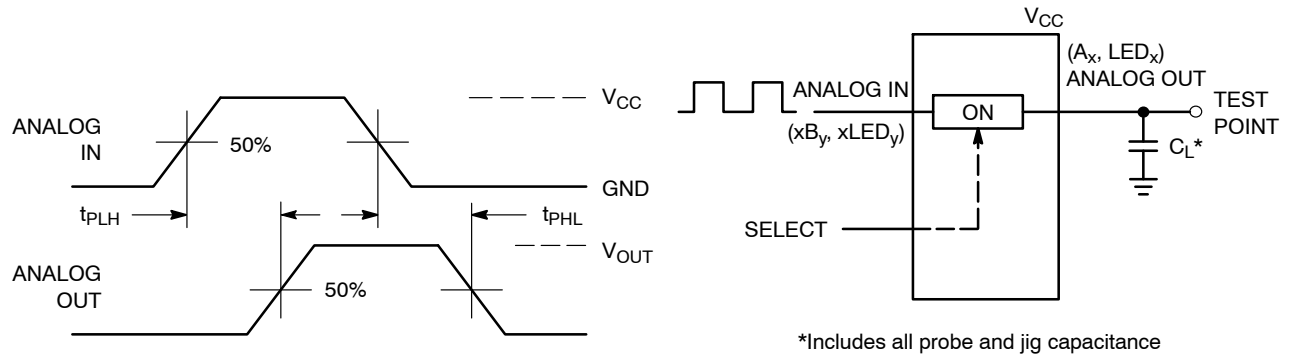 ANALOG
IN
50%
V_CC
GND
t_PLH
t_PHL
V_OUT
ANALOG
OUT
50%
V_CC
(A_x, LED_x)
ANALOG OUT
ANALOG IN
(xB_y, xLED_y)
ON
TEST
POINT
C_L*
SELECT
*Includes all probe and jig capacitance